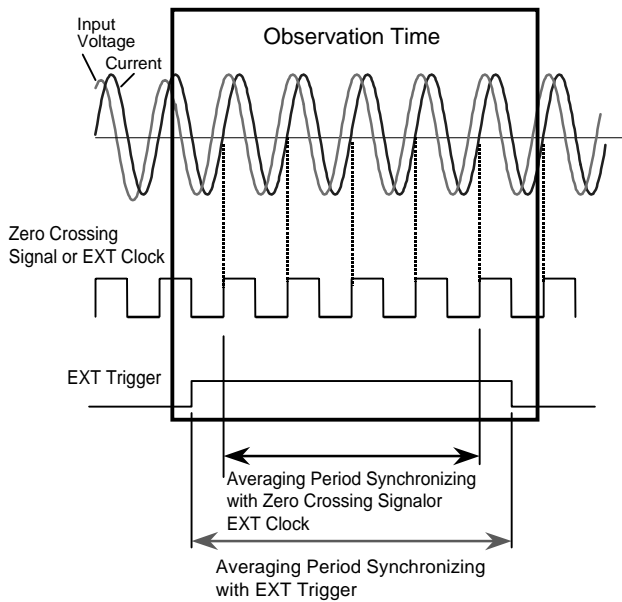 Input
Voltage
Current
Observation Time
Zero Crossing
Signal or EXT Clock
EXT Trigger
Averaging Period Synchronizing
with Zero Crossing Signalor
EXT Clock
Averaging Period Synchronizing
with EXT Trigger